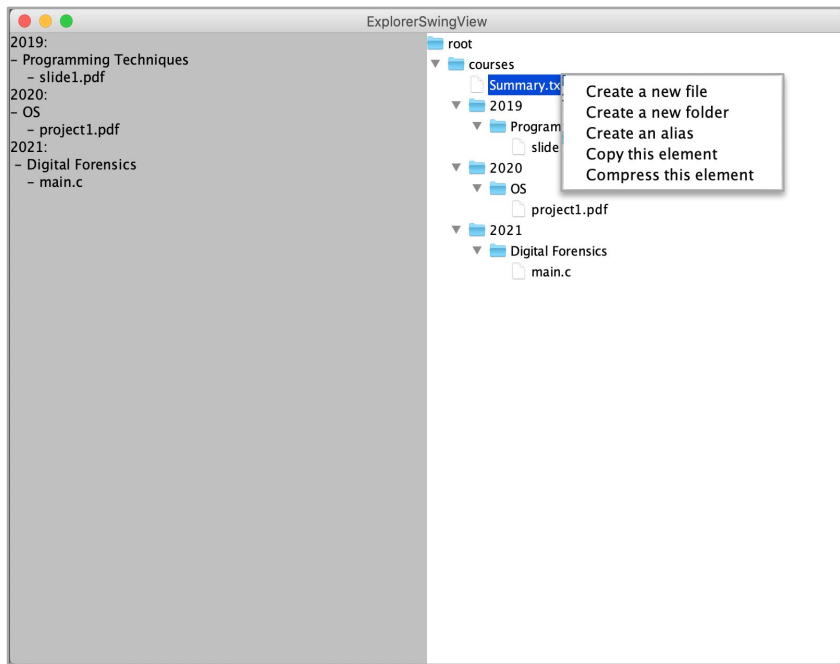 ExplorerSwingView
2019:
– Programming Techniques
– slide1.pdf
2020:
– OS
– project1.pdf
2021:
– Digital Forensics
– main.c
root
courses
Summary.tx
2019
Program
slide
2020
OS
project1.pdf
2021
Digital Forensics
main.c
Create a new file
Create a new folder
Create an alias
Copy this element
Compress this element